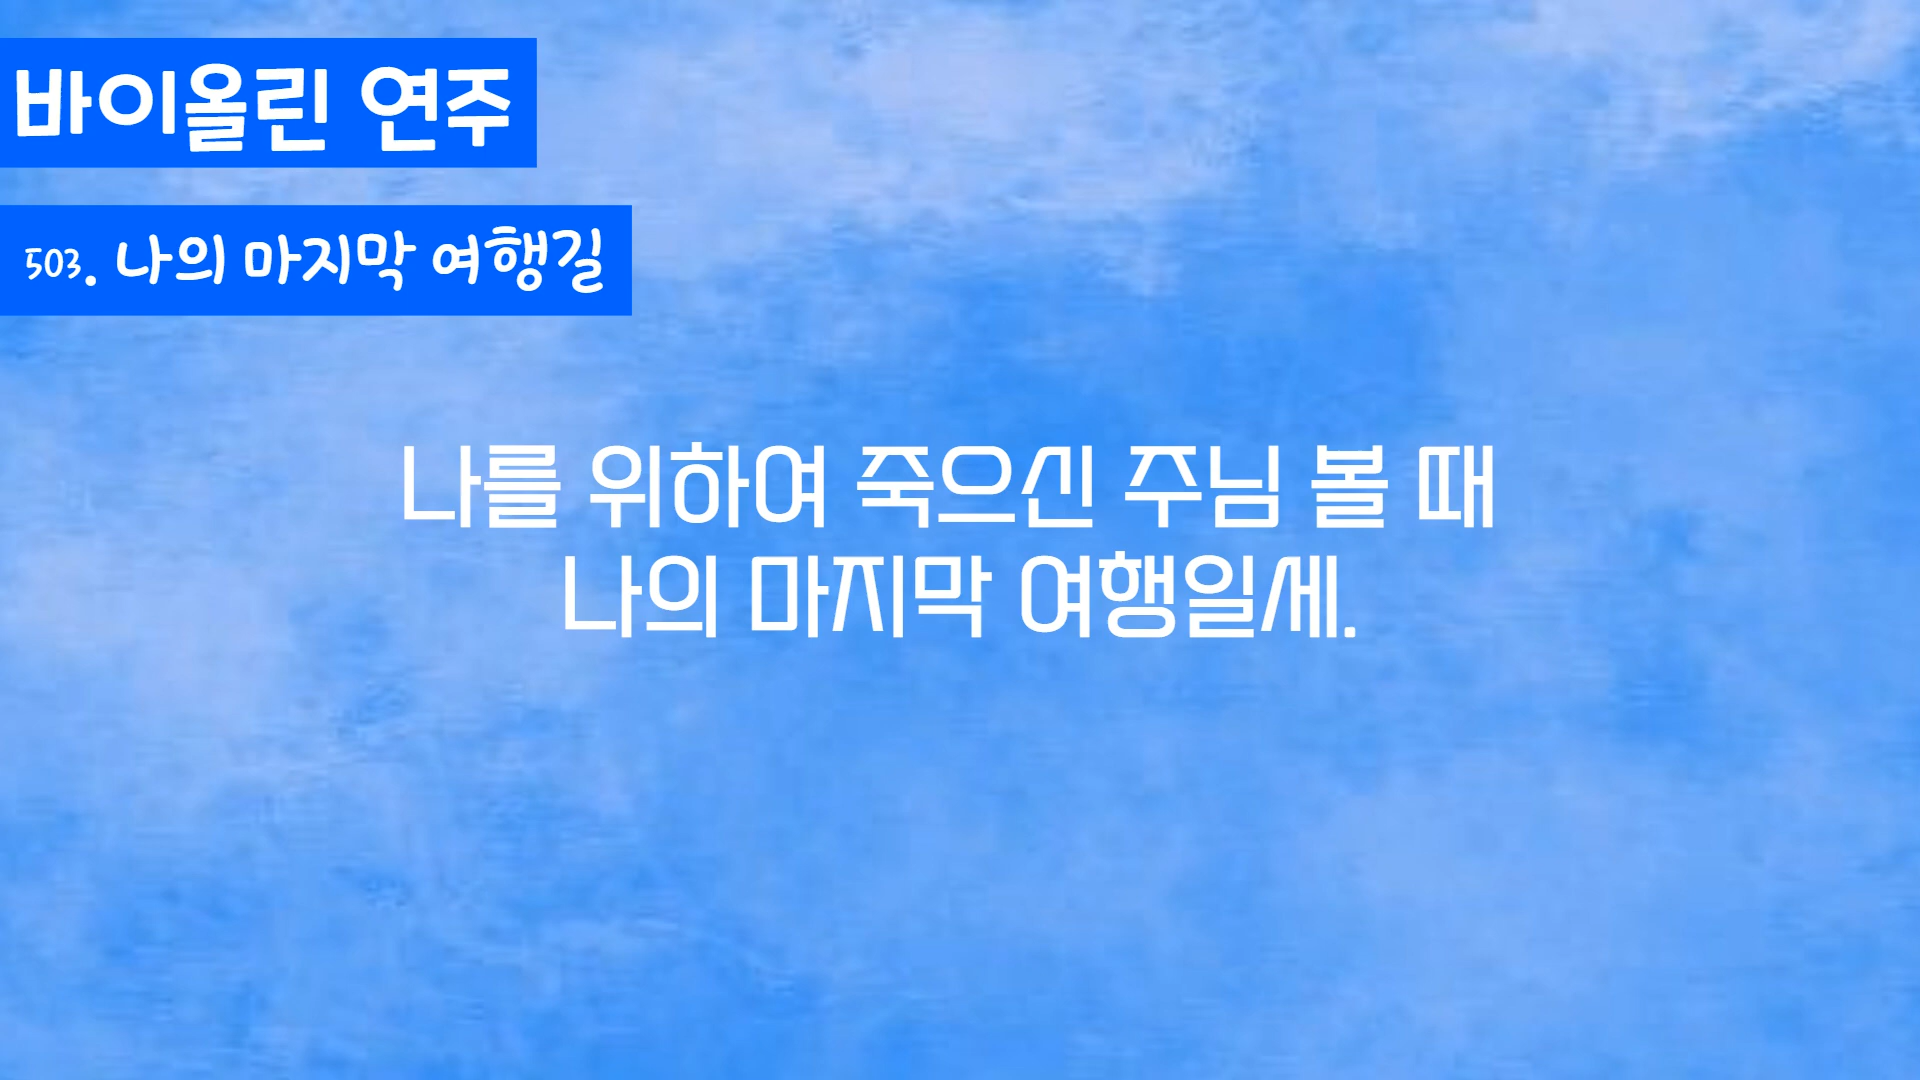 바이올린 연주
503. 나의 마지막 여행길
나를 위하여 죽으신 주님 볼 때
나의 마지막 여행일세.